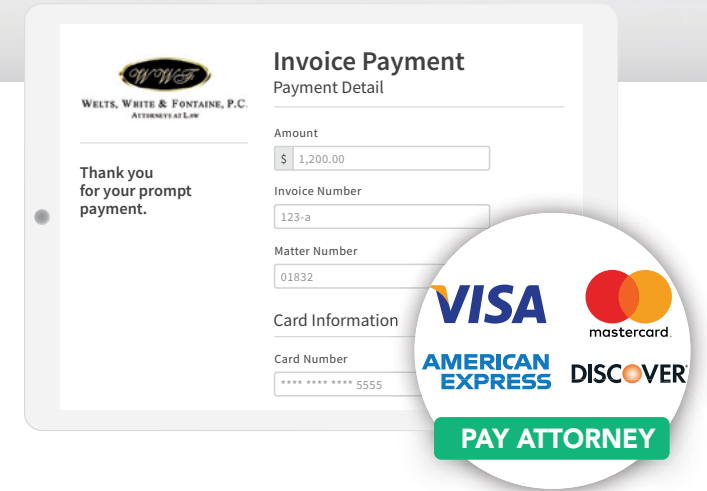 WWF
WELTS, WHITE & FONTAINE, P.C.
ATTORNEYS AT LAW
Thank you
for your prompt
payment.
Invoice Payment
Payment Detail
Amount
$ 1,200.00
Invoice Number
123-a
Matter Number
01832
Card Information
Card Number
**** **** **** 5555
VISA
mastercard.
AMERICAN
EXPRESS
DISCOVER
PAY ATTORNEY